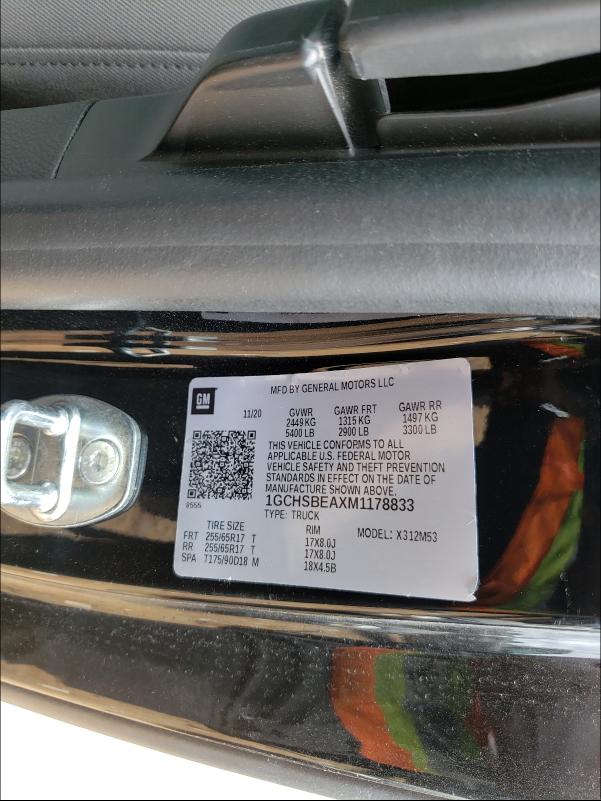 GM
MFD BY GENERAL MOTORS LLC
11/20 GVWR GAWR FRT GAWR RR
2449 KG 1315 KG 1497 KG
5400 LB 2900 LB 3300 LB
THIS VEHICLE CONFORMS TO ALL
APPLICABLE U.S. FEDERAL MOTOR
VEHICLE SAFETY AND THEFT PREVENTION
STANDARDS IN EFFECT ON THE DATE OF
MANUFACTURE SHOWN ABOVE.
1GCHSBEAXM1178833
TYPE: TRUCK
TIRE SIZE RIM MODEL: X312M53
FRT 255/65R17 T 17X8.0J
RR 255/65R17 T 17X8.0J
SPA T175/90D18 M 18X4.5B